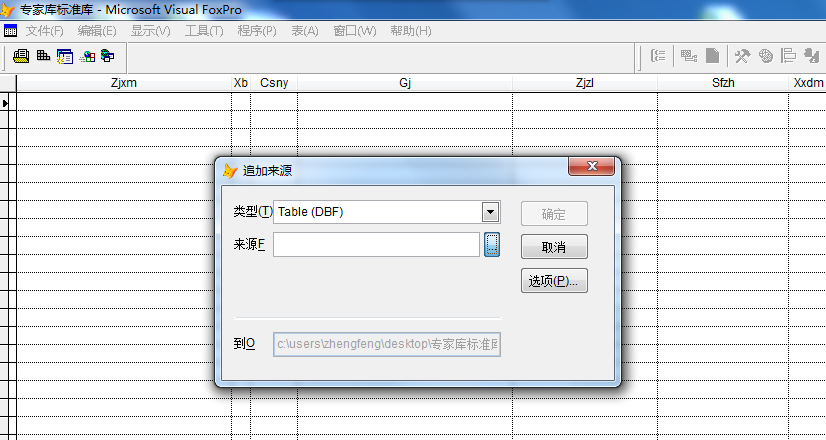 专家库标准库 - Microsoft Visual FoxPro
文件(F) 编辑(E) 显示(V) 工具(T) 程序(P) 表(A) 窗口(W) 帮助(H)
Zjxm Xb Csny Gj Zjzl Sfzh Xxdm
追加来源
类型(T) Table (DBF) 确定
来源F ... 取消
选项(P)...
到O c:\users\zhengfeng\desktop\专家库标准库